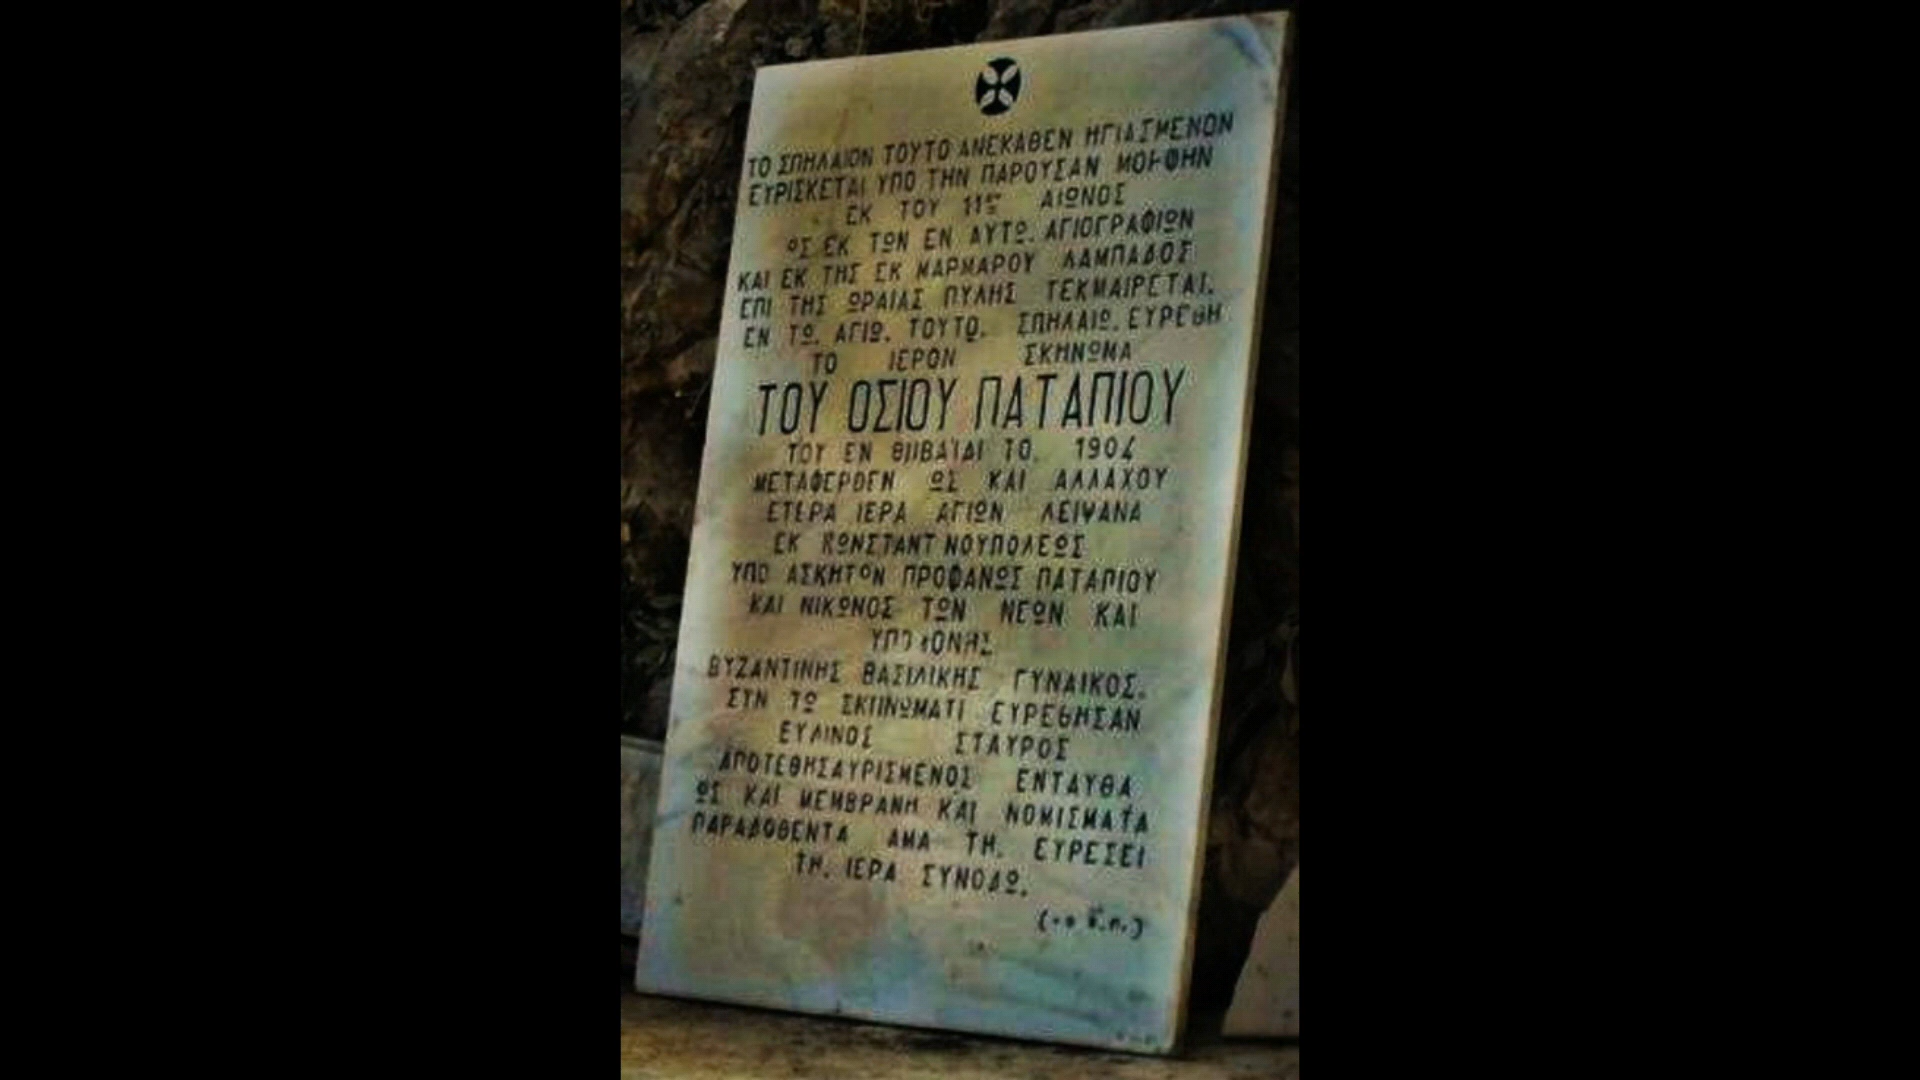 ΤΟ ΣΠΗΛΑΙΟΝ ΤΟΥΤΟ ΑΝΕΚΑΘΕΝ ΗΓΙΑΣΜΕΝΟΝ
ΕΥΡΙΣΚΕΤΑΙ ΥΠΟ ΤΗΝ ΠΑΡΟΥΣΑΝ ΜΟΡΦΗΝ
ΕΚ ΤΟΥ 11ου ΑΙΩΝΟΣ
ΩΣ ΕΚ ΤΩΝ ΕΝ ΑΥΤΩ. ΑΓΙΟΓΡΑΦΙΩΝ
ΚΑΙ ΕΚ ΤΗΣ ΕΚ ΜΑΡΜΑΡΟΥ ΛΑΜΠΑΔΟΣ
ΕΠΙ ΤΗΣ ΩΡΑΙΑΣ ΠΥΛΗΣ ΤΕΚΜΑΙΡΕΤΑΙ.
ΕΝ ΤΩ. ΑΓΙΩ. ΤΟΥΤΩ. ΣΠΗΛΑΙΩ. ΕΥΡΕΘΗ
ΤΟ ΙΕΡΟΝ ΣΚΗΝΩΜΑ
ΤΟΥ ΟΣΙΟΥ ΠΑΤΑΠΙΟΥ
ΤΟΥ ΕΝ ΘΗΒΑΪΔΙ ΤΟ. 1904
ΜΕΤΑΦΕΡΘΕΝ ΩΣ ΚΑΙ ΑΛΛΑΧΟΥ
ΕΤΕΡΑ ΙΕΡΑ ΑΓΙΩΝ ΛΕΙΨΑΝΑ
ΕΚ ΚΩΝΣΤΑΝΤΙΝΟΥΠΟΛΕΩΣ
ΥΠΟ ΑΣΚΗΤΩΝ ΠΡΟΦΑΝΩΣ ΠΑΤΑΠΙΟΥ
ΚΑΙ ΝΙΚΩΝΟΣ ΤΩΝ ΝΕΩΝ ΚΑΙ
ΥΠΟΜΟΝΗΣ
ΒΥΖΑΝΤΙΝΗΣ ΒΑΣΙΛΙΚΗΣ ΓΥΝΑΙΚΟΣ.
ΣΥΝ ΤΩ ΣΚΗΝΩΜΑΤΙ ΕΥΡΕΘΗΣΑΝ
ΞΥΛΙΝΟΣ ΣΤΑΥΡΟΣ
ΑΠΟΤΕΘΗΣΑΥΡΙΣΜΕΝΟΣ ΕΝΤΑΥΘΑ
ΩΣ ΚΑΙ ΜΕΜΒΡΑΝΗ ΚΑΙ ΝΟΜΙΣΜΑΤΑ
ΠΑΡΑΔΟΘΕΝΤΑ ΑΜΑ ΤΗ. ΕΥΡΕΣΕΙ
ΤΗ. ΙΕΡΑ ΣΥΝΟΔΩ.